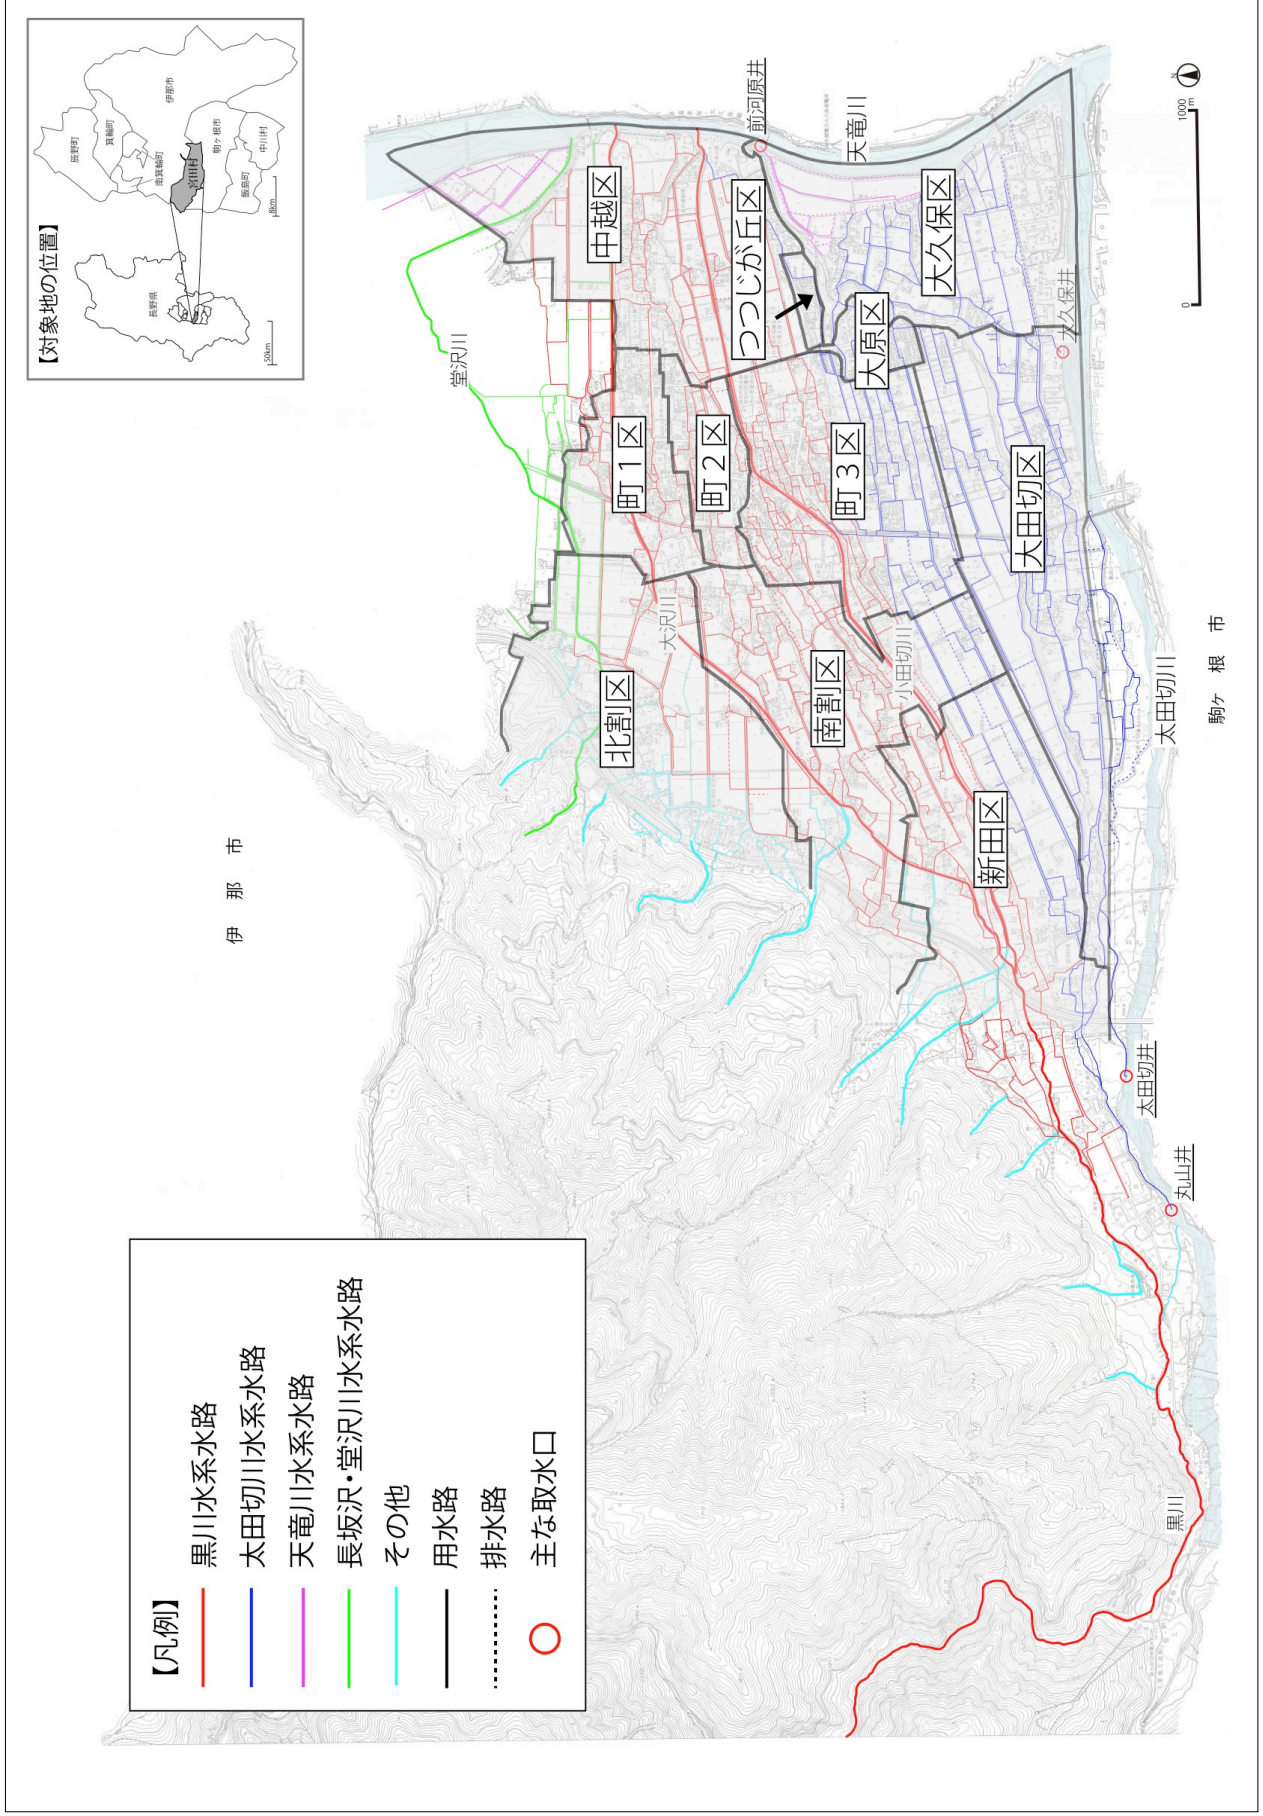 【対象地の位置】
長野県
50km
辰野町
箕輪町
南箕輪町
伊那市
宮田村
駒ヶ根市
飯島町
中川村
8km
【凡例】
黒川水系水路
太田切川水系水路
天竜川水系水路
長坂沢・堂沢川水系水路
その他
用水路
排水路
主な取水口
伊 那 市
堂沢川
中越区
町1区
町2区
町3区
つつじが丘区
大原区
大久保区
北割区
大沢川
南割区
小田切川
新田区
大田切区
前河原井
天竜川
大久保井
太田切川
太田切井
丸山井
黒川
駒ヶ根 市
N
0
1000
m